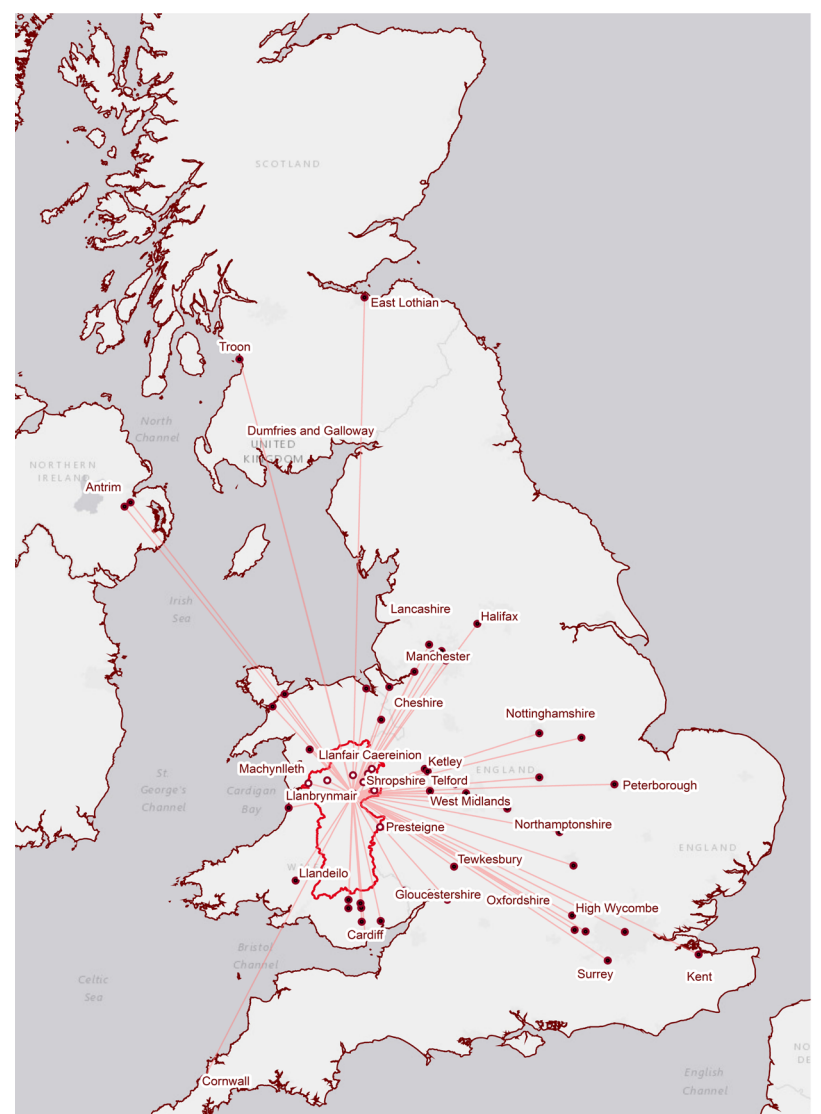 SCOTLAND
East Lothian
Troon
North
Channel
Dumfries and Galloway
UNITED
KINGDOM
NORTHERN
IRELAND
Antrim
Irish
Sea
Lancashire
Halifax
Manchester
Cheshire
Nottinghamshire
Llanfair Caereinion
Ketley
Machynlleth
ENGLAND
St.
George's
Channel
Cardigan
Bay
Shropshire
Telford
Peterborough
Llanbrynmair
West Midlands
Presteigne
Northamptonshire
ENGLAND
Tewkesbury
Llandeilo
Gloucestershire
Oxfordshire
High Wycombe
Cardiff
Bristol
Channel
Surrey
Kent
Celtic
Sea
Cornwall
English
Channel
NO
DE